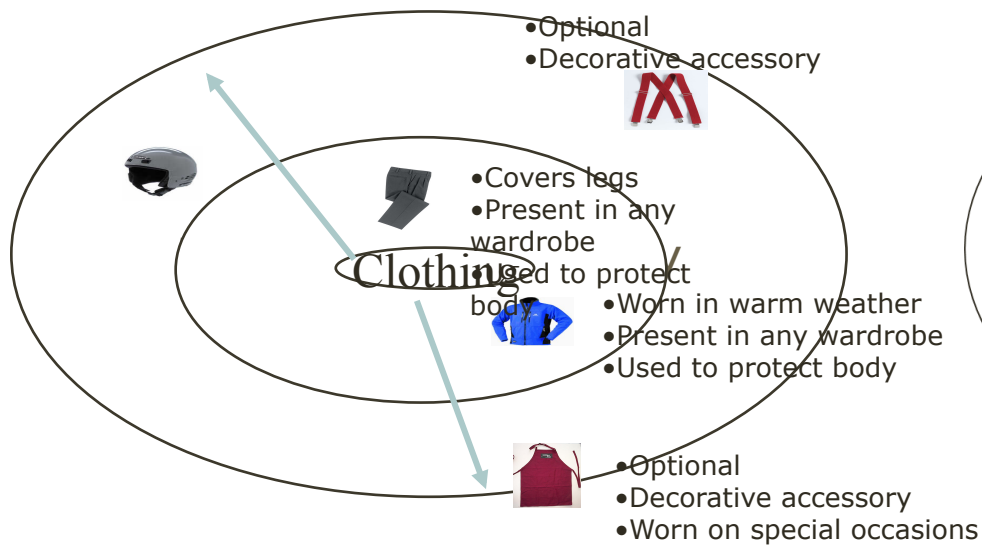 •Optional
•Decorative accessory
•Covers legs
•Present in any
wardrobe
•Used to protect
body
Clothing
•Worn in warm weather
•Present in any wardrobe
•Used to protect body
•Optional
•Decorative accessory
•Worn on special occasions